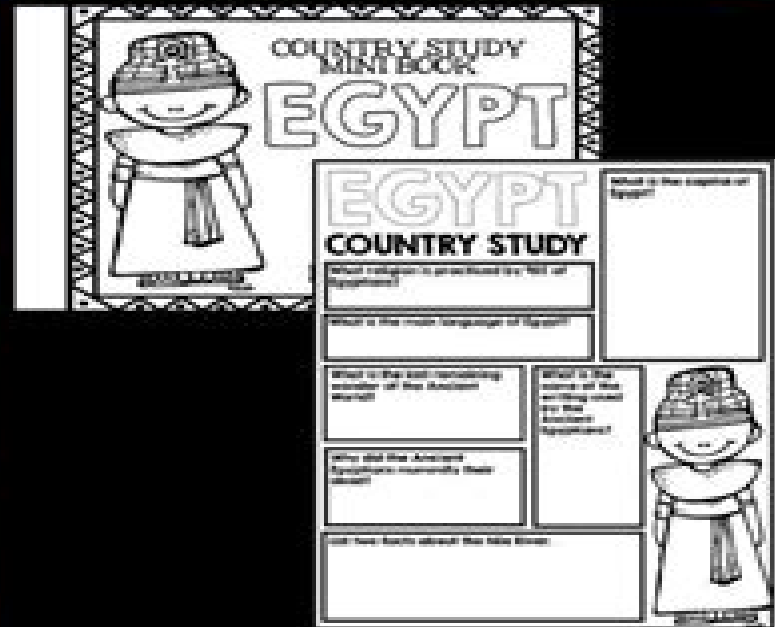 COUNTRY STUDY
MINI BOOK
EGYPT
EGYPT
COUNTRY STUDY
What is the capital of
Egypt?
What religion is practised by 90% of
Egyptians?
What is the main language of Egypt?
What is the last remaining
wonder of the Ancient
World?
What is the
name of the
writing used
by the
Ancient
Egyptians?
Why did the Ancient
Egyptians mummify their
dead?
List two facts about the Nile River.